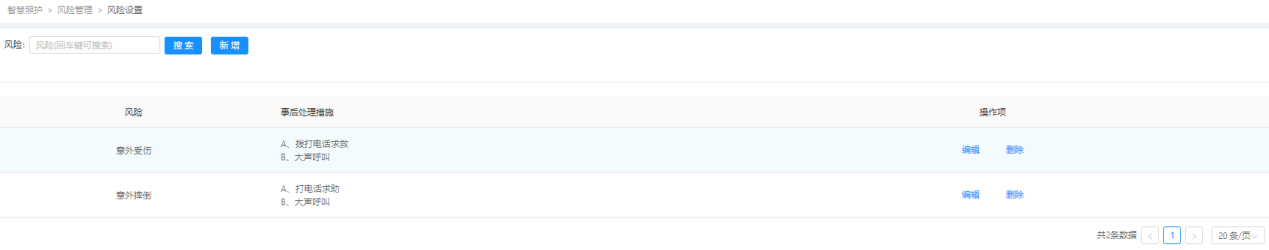 智慧照护 > 风险管理 > 风险设置
风险: 风险(回车键可搜索) 搜索 新增
风险 事后处理措施 操作项
意外受伤 A、拨打电话求救 编辑 删除
B、大声呼叫
意外摔倒 A、打电话求助 编辑 删除
B、大声呼叫
共2条数据 < 1 > 20 条/页